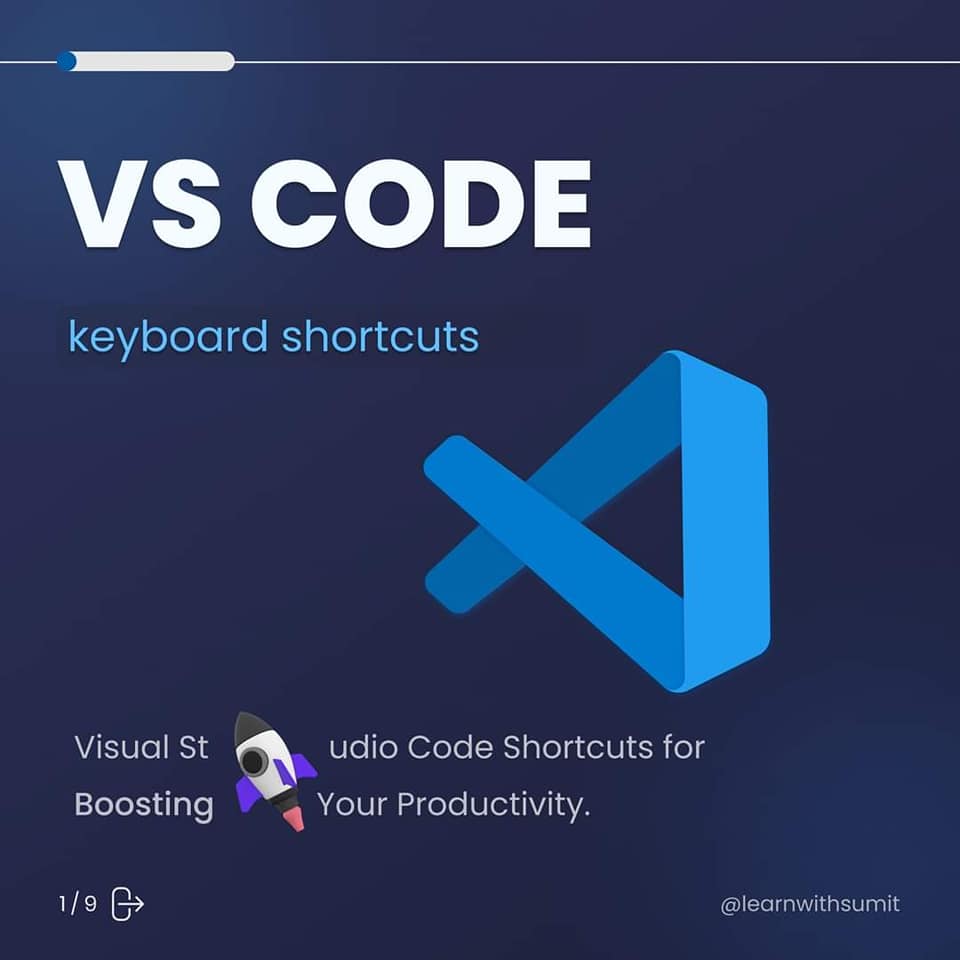 VS CODE
keyboard shortcuts
Visual St udio Code Shortcuts for
Boosting Your Productivity.
1/9
@learnwithsumit